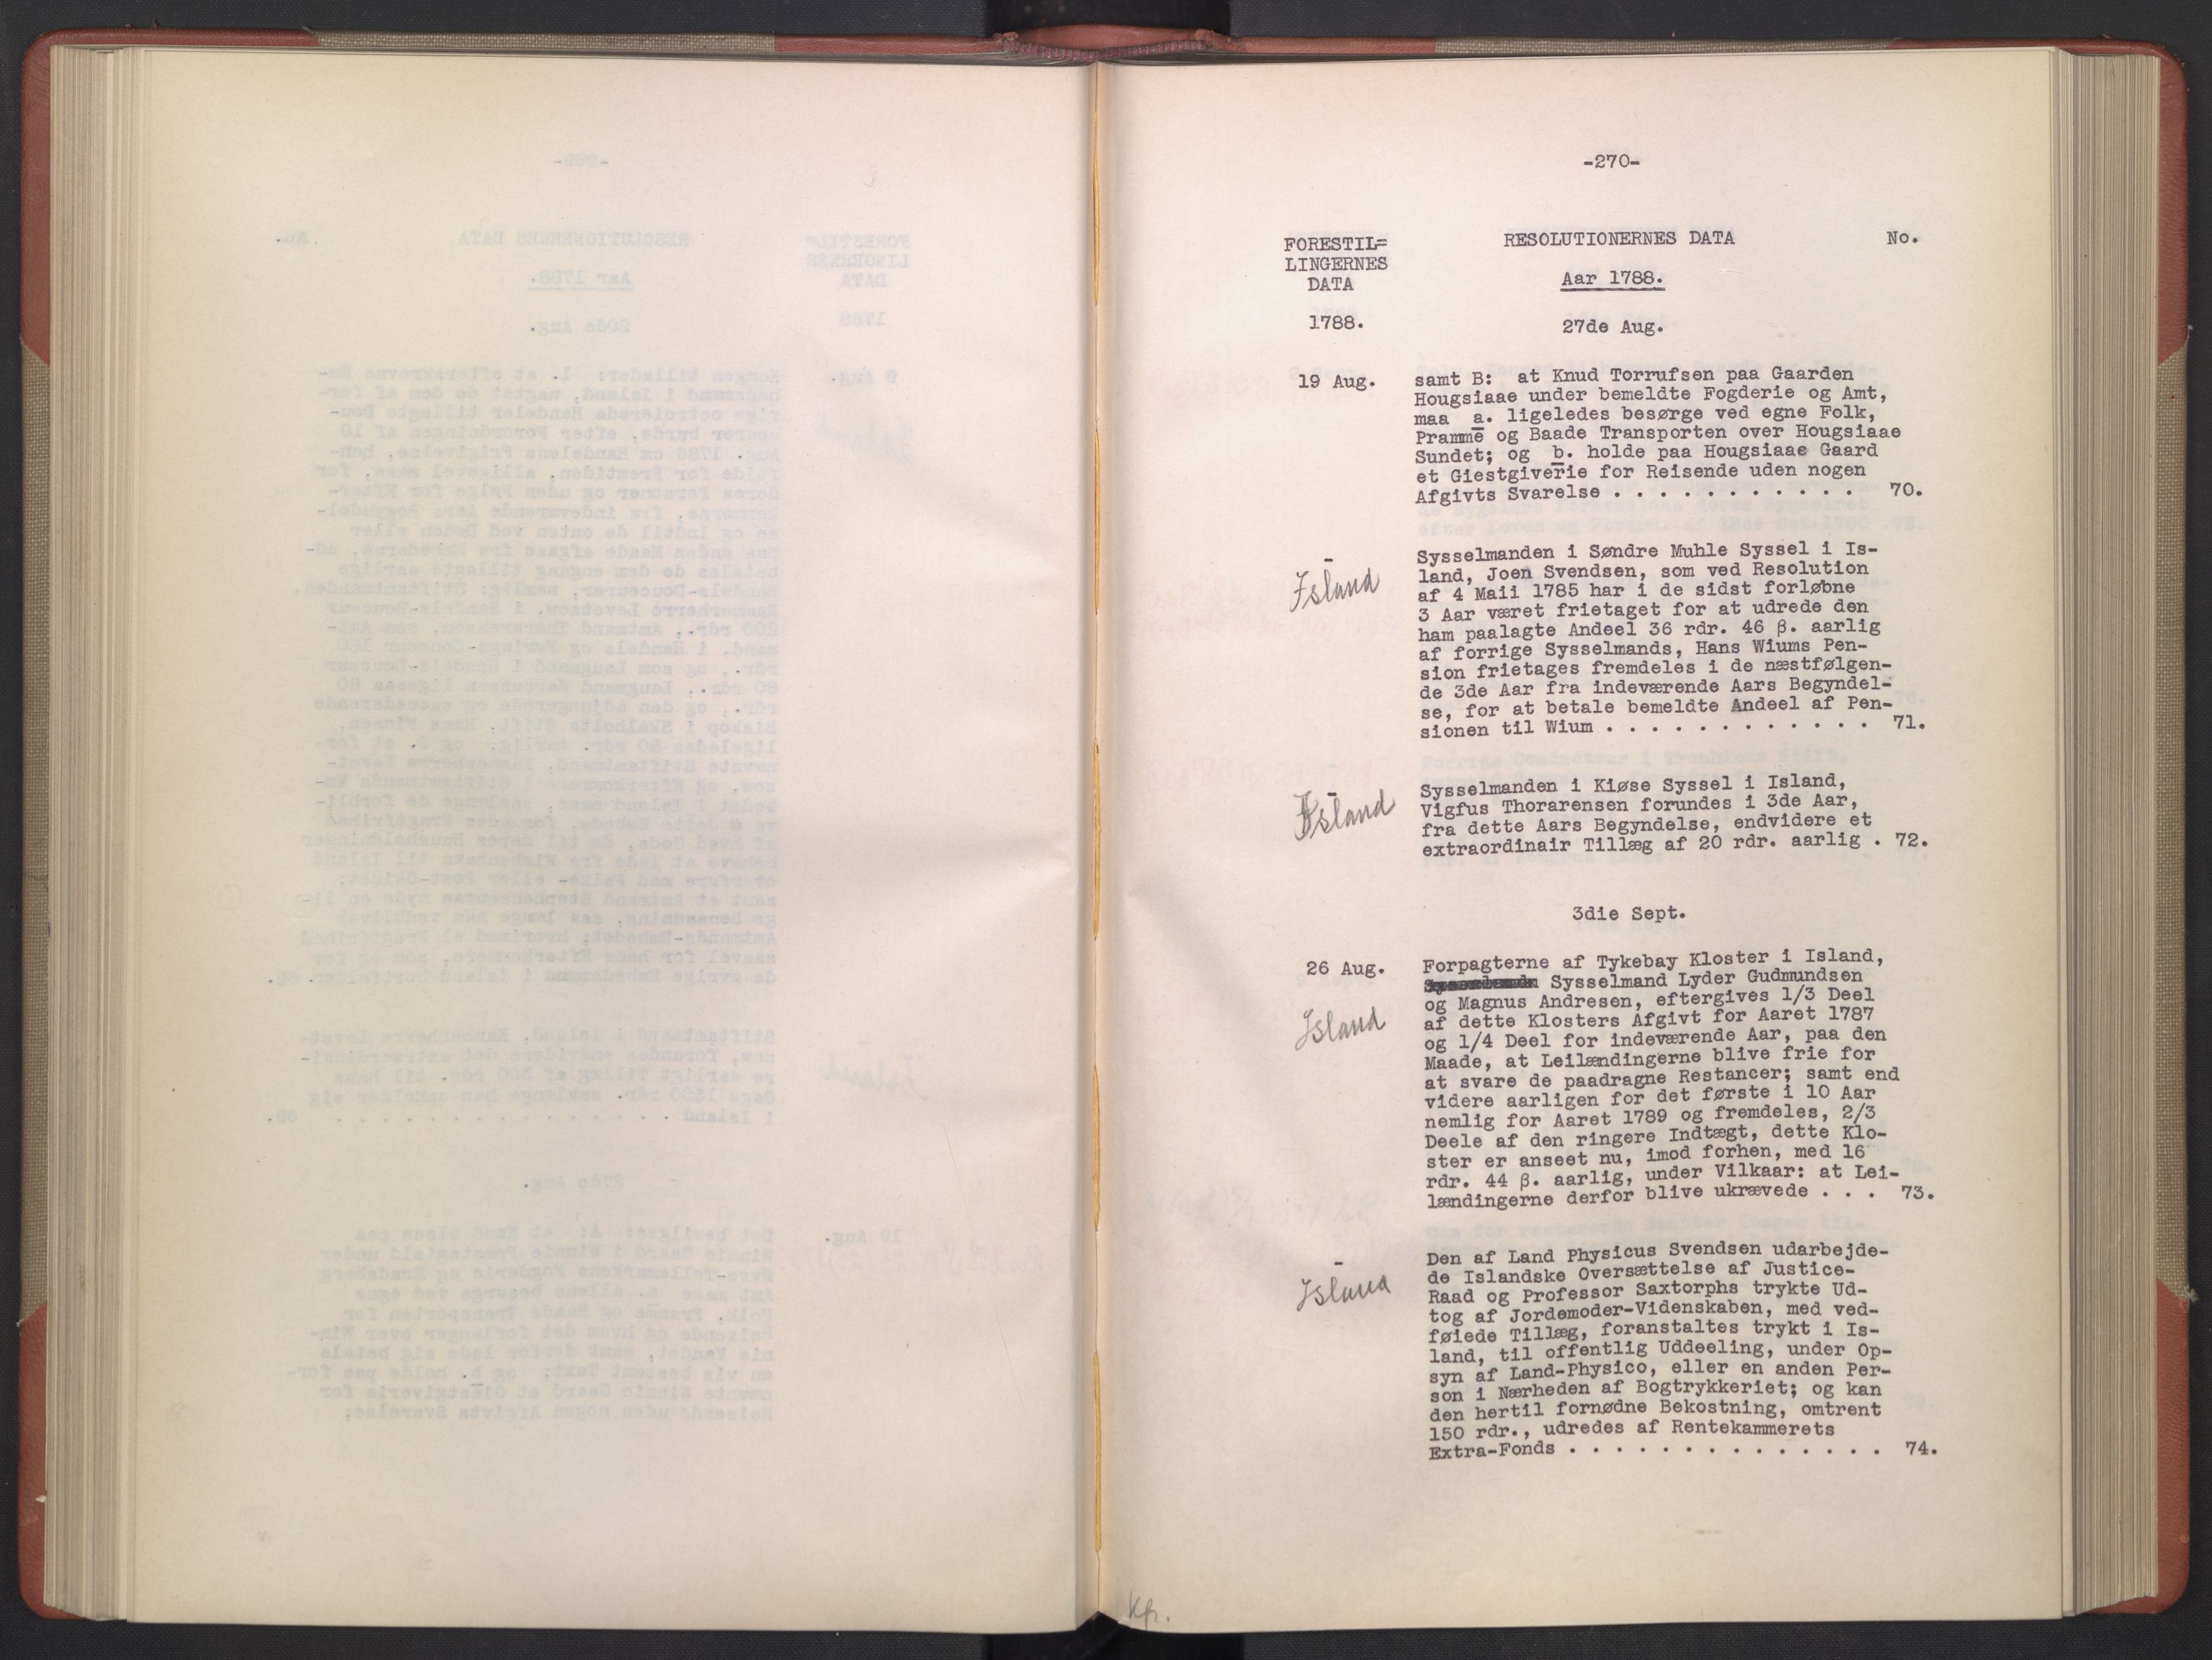 -270-
FORESTIL=
LINGERNES
DATA
RESOLUTIONERNES DATA
No.
Aar 1788.
1788.
27de Aug.
19 Aug.
samt B: at Knud Torrufsen paa Gaarden
Hougsiaae under bemeldte Fogderie og Amt,
maa a. ligeledes besørge ved egne Folk,
Pramme og Baade Transporten over Hougsiaae
Sundet; og b. holde paa Hougsiaae Gaard
et Giestgiverie for Reisende uden nogen
Afgivts Svarelse . . . . . . . . . . . 70.
-
Island
Sysselmanden i Søndre Muhle Syssel i Is-
land, Joen Svendsen, som ved Resolution
af 4 Maii 1785 har i de sidst forløbne
3 Aar været frietaget for at udrede den
ham paalagte Andeel 36 rdr. 46 β. aarlig
af forrige Sysselmands, Hans Wiums Pen-
sion frietages fremdeles i de næstfølgen-
de 3de Aar fra indeværende Aars Begyndel-
se, for at betale bemeldte Andeel af Pen-
sionen til Wium . . . . . . . . . . . . 71.
-
Island
Sysselmanden i Kiøse Syssel i Island,
Vigfus Thorarensen forundes i 3de Aar,
fra dette Aars Begyndelse, endvidere et
extraordinair Tillæg af 20 rdr. aarlig . 72.
3die Sept.
26 Aug.
Island
Forpagterne af Tykebay Kloster i Island,
Sysselmand Lyder Gudmundsen
og Magnus Andresen, eftergives 1/3 Deel
af dette Klosters Afgivt for Aaret 1787
og 1/4 Deel for indeværende Aar, paa den
Maade, at Leilændingerne blive frie for
at svare de paadragne Restancer; samt end
videre aarligen for det første i 10 Aar
nemlig for Aaret 1789 og fremdeles, 2/3
Deele af den ringere Indtægt, dette Klo-
ster er anseet nu, imod forhen, med 16
rdr. 44 β. aarlig, under Vilkaar: at Lei-
lændingerne derfor blive ukrævede . . . 73.
-
Island
Den af Land Physicus Svendsen udarbejde-
de Islandske Oversættelse af Justice-
Raad og Professor Saxtorphs trykte Ud-
tog af Jordemoder-Videnskaben, med ved-
føiede Tillæg, foranstaltes trykt i Is-
land, til offentlig Uddeeling, under Op-
syn af Land-Physico, eller en anden Per-
son i Nærheden af Bogtrykkeriet; og kan
den hertil fornødne Bekostning, omtrent
150 rdr., udredes af Rentekammerets
Extra-Fonds . . . . . . . . . . . . . . 74.